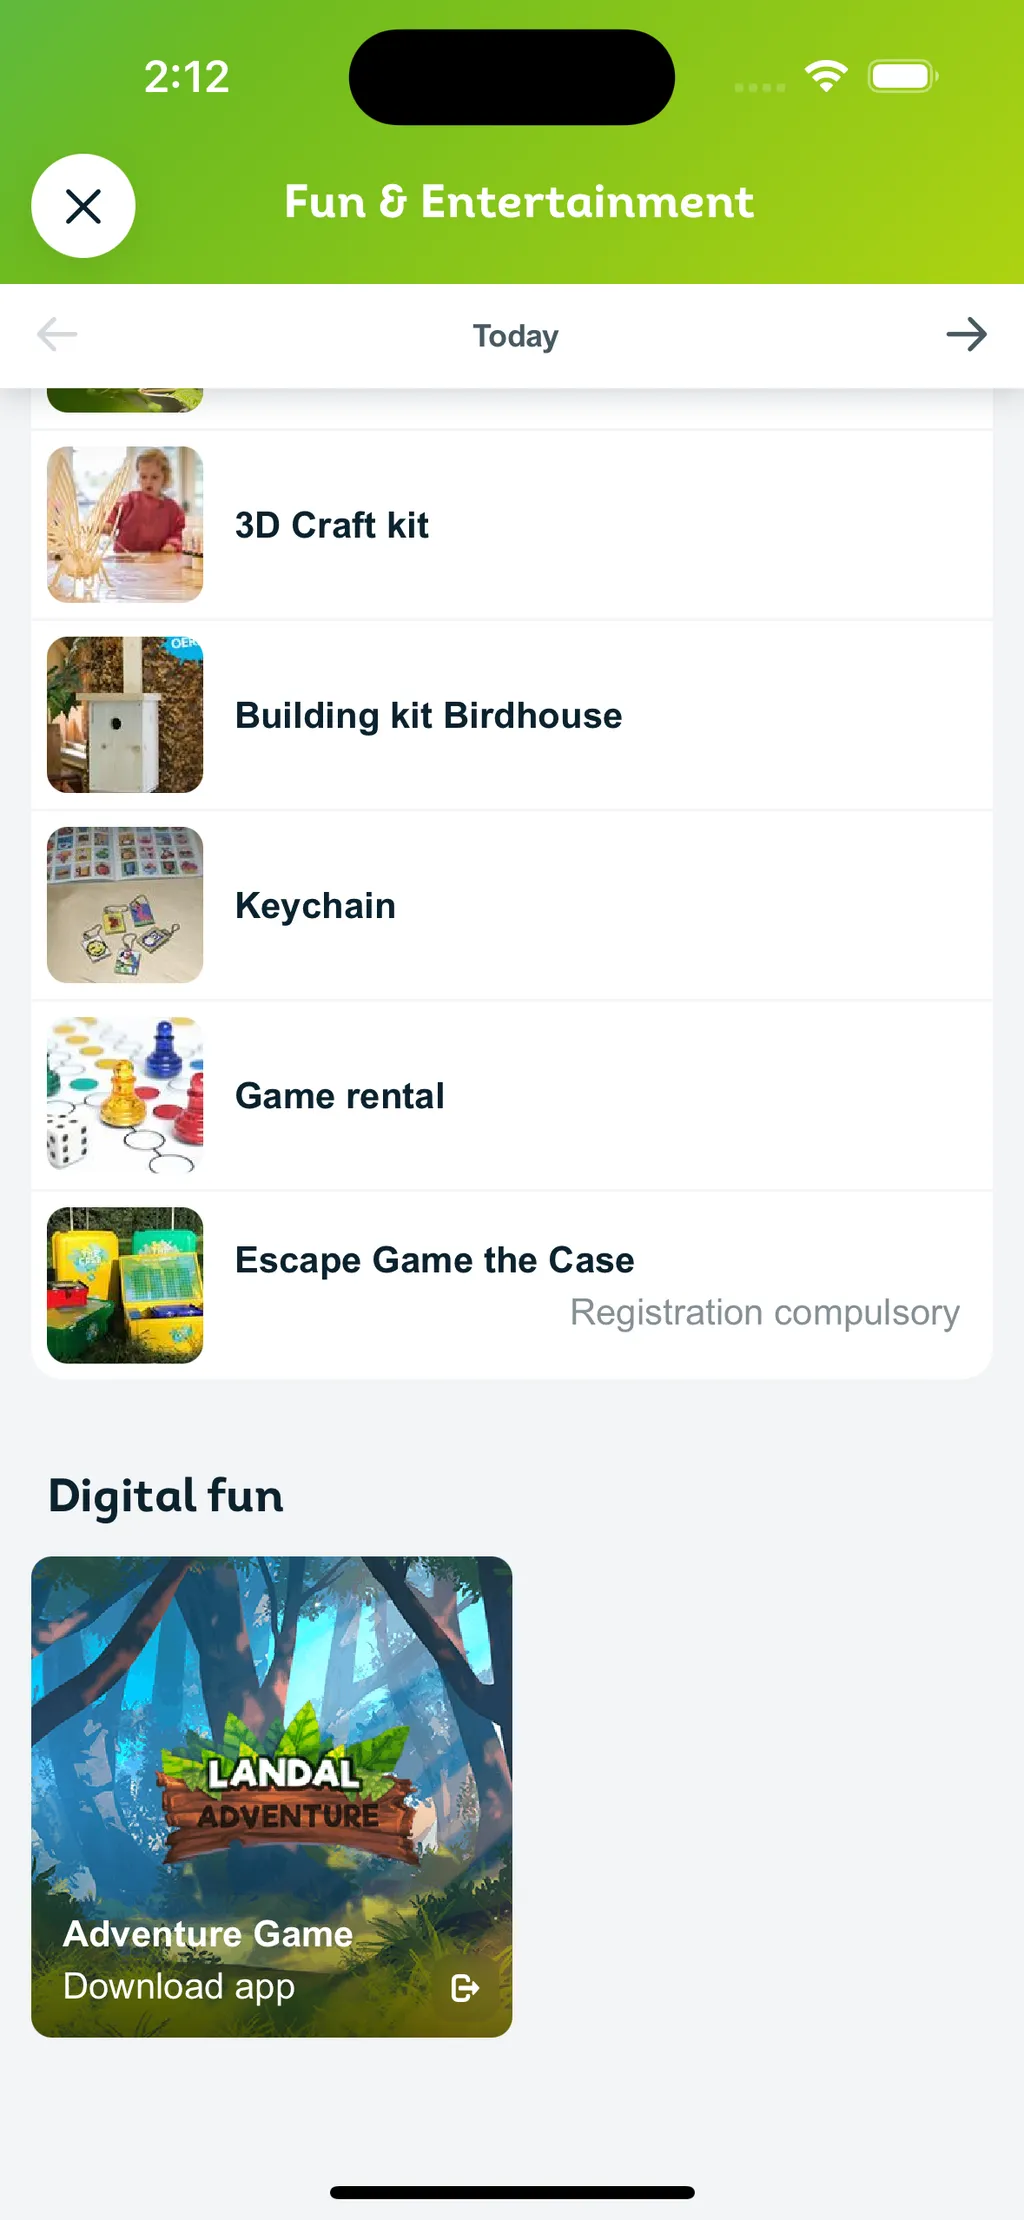 2:12
Fun & Entertainment
Today
3D Craft kit
OER
Building kit Birdhouse
Keychain
Game rental
Escape Game the Case
Registration compulsory
Digital fun
LANDAL
ADVENTURE
Adventure Game
Download app